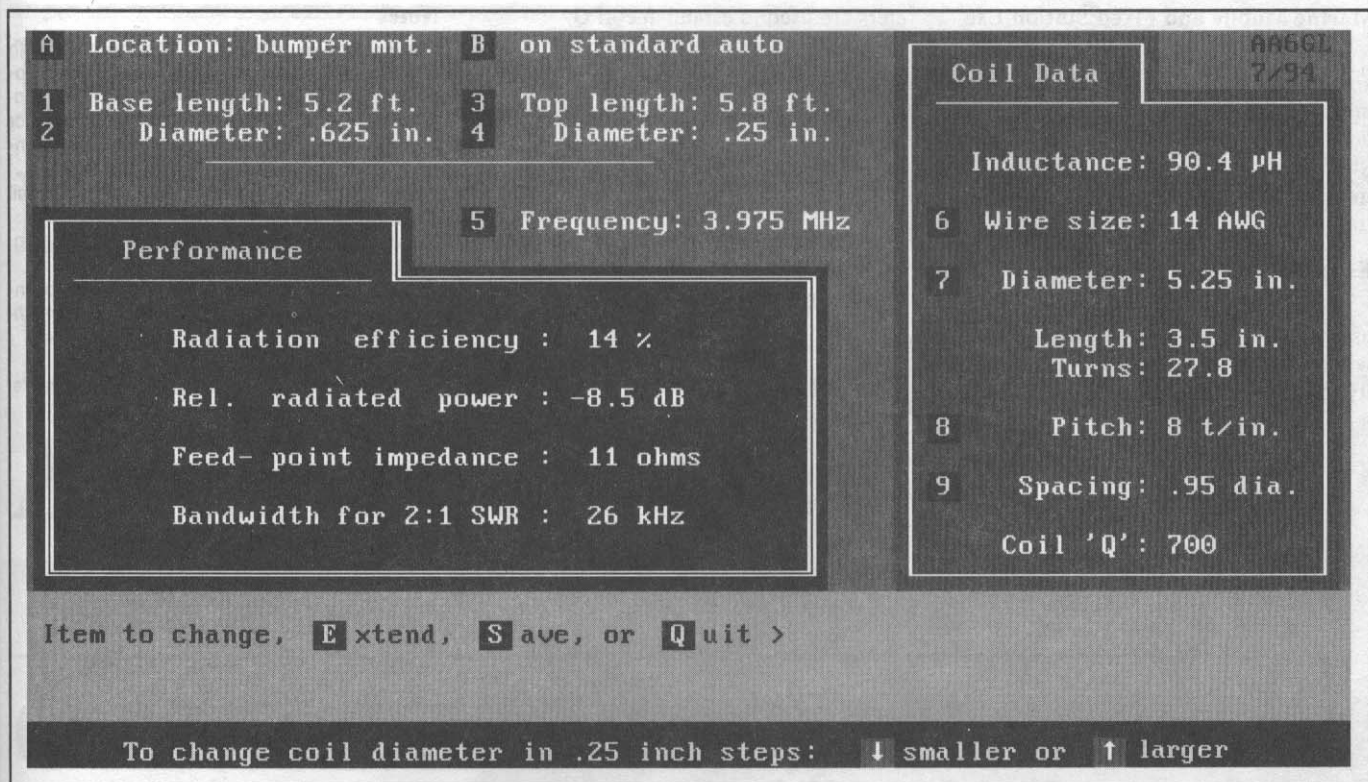 A Location: bumper mnt. B on standard auto
AA6GL
7/94
1 Base length: 5.2 ft. 3 Top length: 5.8 ft.
2 Diameter: .625 in. 4 Diameter: .25 in.
5 Frequency: 3.975 MHz
Performance
Radiation efficiency : 14 %
Rel. radiated power : -8.5 dB
Feed- point impedance : 11 ohms
Bandwidth for 2:1 SWR : 26 kHz
Coil Data
Inductance: 90.4 µH
6 Wire size: 14 AWG
7 Diameter: 5.25 in.
Length: 3.5 in.
Turns: 27.8
8 Pitch: 8 t/in.
9 Spacing: .95 dia.
Coil 'Q': 700
Item to change, E xtend, S ave, or Q uit >
To change coil diameter in .25 inch steps: ↓ smaller or ↑ larger